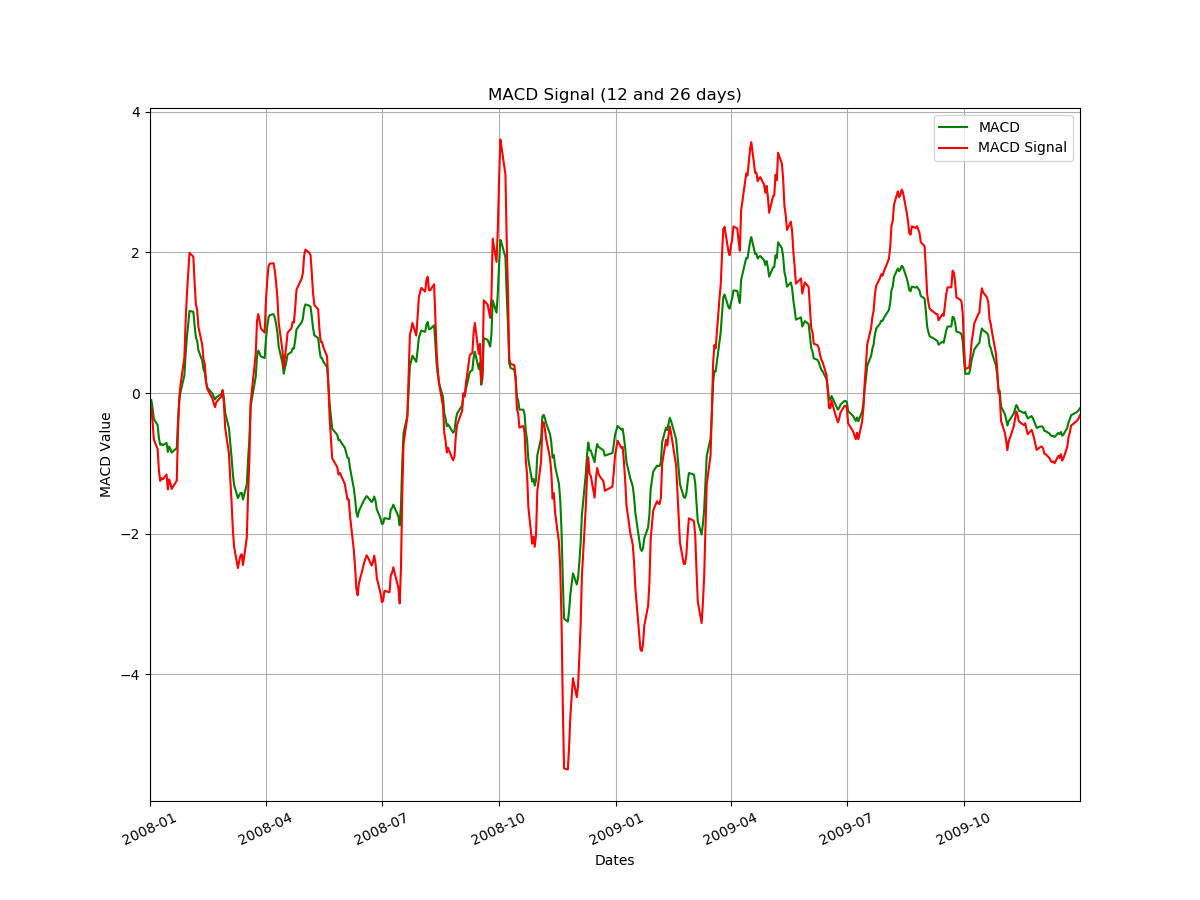 MACD Signal (12 and 26 days)
MACD
MACD Signal
4
2
0
−2
−4
MACD Value
2008-01
2008-04
2008-07
2008-10
2009-01
2009-04
2009-07
2009-10
Dates